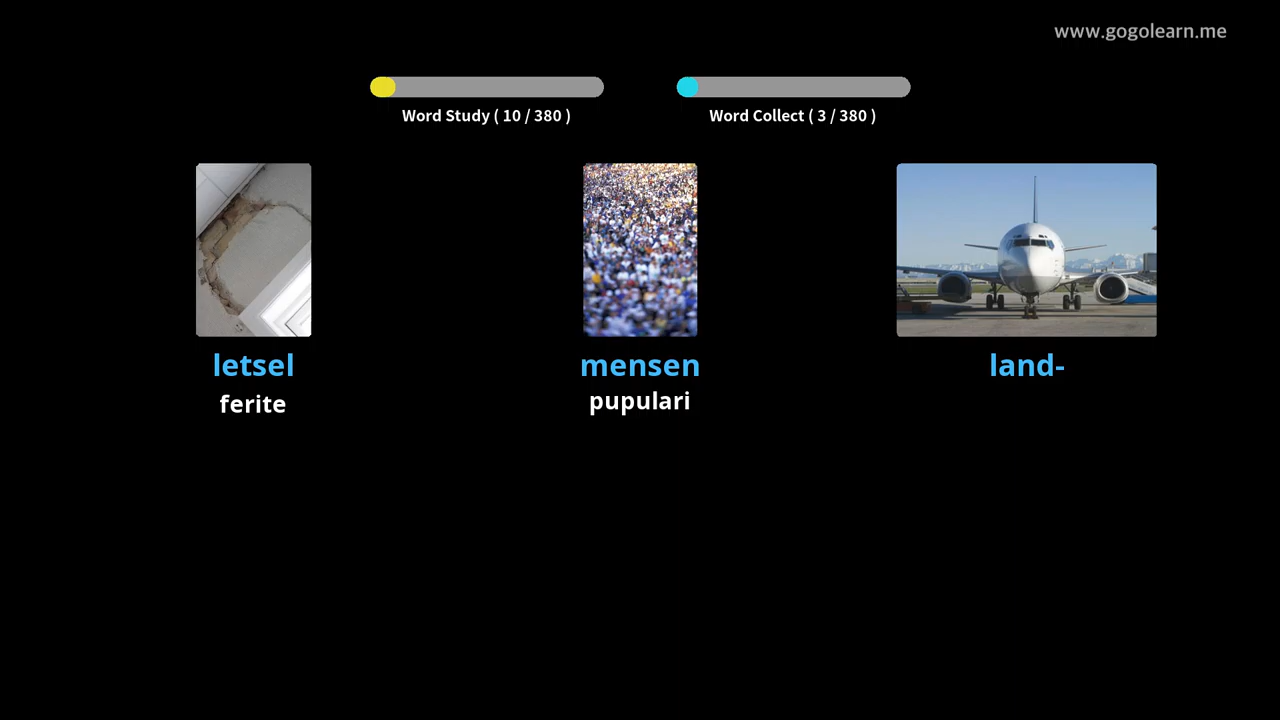 www.gogolearn.me
Word Study ( 10 / 380 )
Word Collect ( 3 / 380 )
letsel
mensen
land-
ferite
pupulari